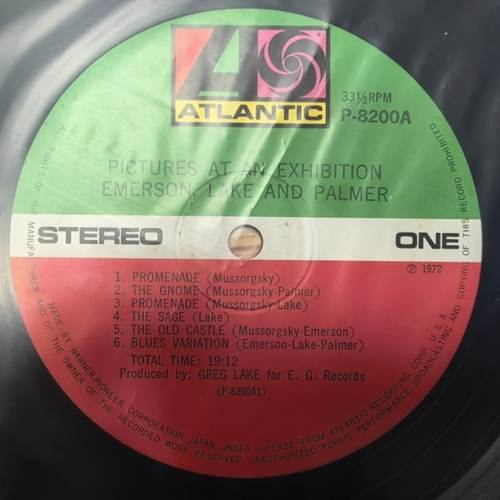 ATLANTIC
33⅓RPM
P-8200A
PICTURES AT AN EXHIBITION
EMERSON, LAKE AND PALMER
STEREO
ONE
Ⓟ 1972
1. PROMENADE (Mussorgsky)
2. THE GNOME (Mussorgsky-Palmer)
3. PROMENADE (Mussorgsky-Lake)
4. THE SAGE (Lake)
5. THE OLD CASTLE (Mussorgsky-Emerson)
6. BLUES VARIATION (Emerson-Lake-Palmer)
TOTAL TIME: 19:12
Produced by: GREG LAKE for E. G. Records
(P-8200A1)
MADE BY WARNER-PIONEER CORPORATION, JAPAN, UNDER LICENSE FROM ATLANTIC RECORDING CORP. U.S.A.
ALL RIGHTS OF THE MANUFACTURER AND OF THE OWNER OF THE RECORDED WORK RESERVED. UNAUTHORIZED PUBLIC PERFORMANCE, BROADCASTING AND COPYING OF THIS RECORD PROHIBITED.